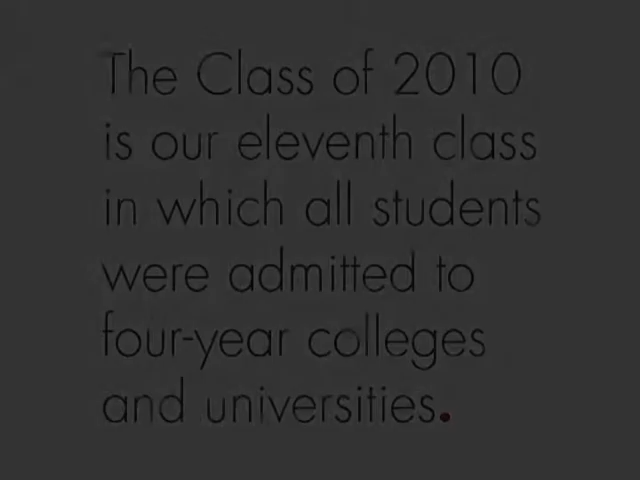 The Class of 2010
is our eleventh class
in which all students
were admitted to
four-year colleges
and universities.